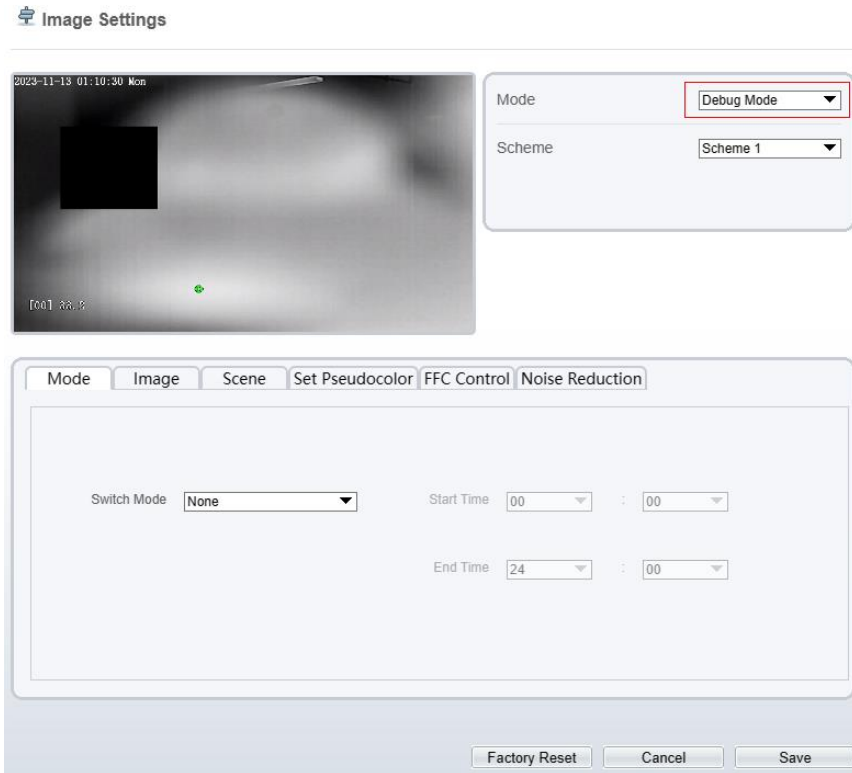 Image Settings
2023-11-13 01:10:30 Mon
Mode Debug Mode
Scheme Scheme 1
[00]
Mode Image Scene Set Pseudocolor FFC Control Noise Reduction
Switch Mode None Start Time 00 : 00
End Time 24 : 00
Factory Reset Cancel Save